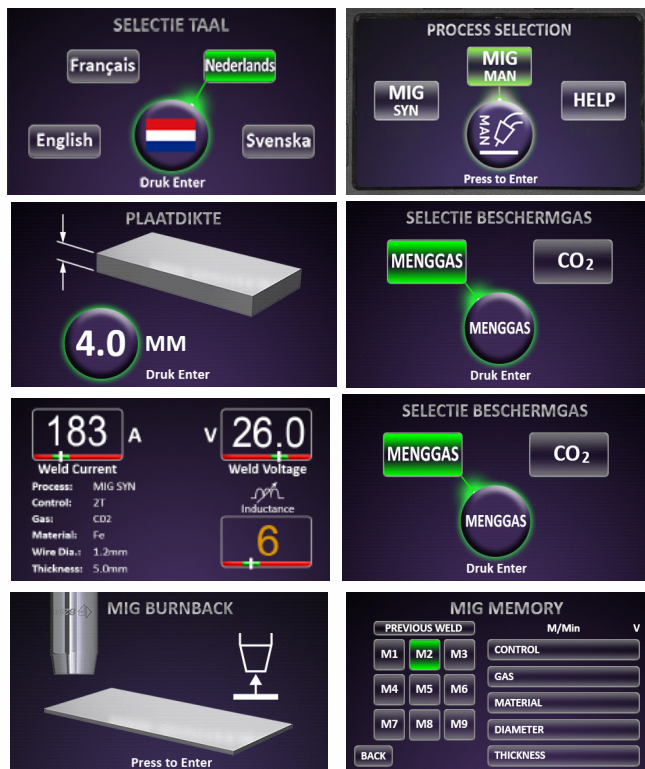 SELECTIE TAAL
Français
Nederlands
English
Svenska
Druk Enter
PROCESS SELECTION
MIG
MAN
MIG
SYN
HELP
MAN
Press to Enter
PLAATDIKTE
4.0 MM
Druk Enter
SELECTIE BESCHERMGAS
MENGGAS
CO2
MENGGAS
Druk Enter
183 A
Weld Current
V 26.0
Weld Voltage
Process: MIG SYN
Control: 2T
Gas: CO2
Material: Fe
Wire Dia.: 1.2mm
Thickness: 5.0mm
Inductance
6
SELECTIE BESCHERMGAS
MENGGAS
CO2
MENGGAS
Druk Enter
MIG BURNBACK
Press to Enter
MIG MEMORY
PREVIOUS WELD
M/Min V
M1 M2 M3
M4 M5 M6
M7 M8 M9
BACK
CONTROL
GAS
MATERIAL
DIAMETER
THICKNESS